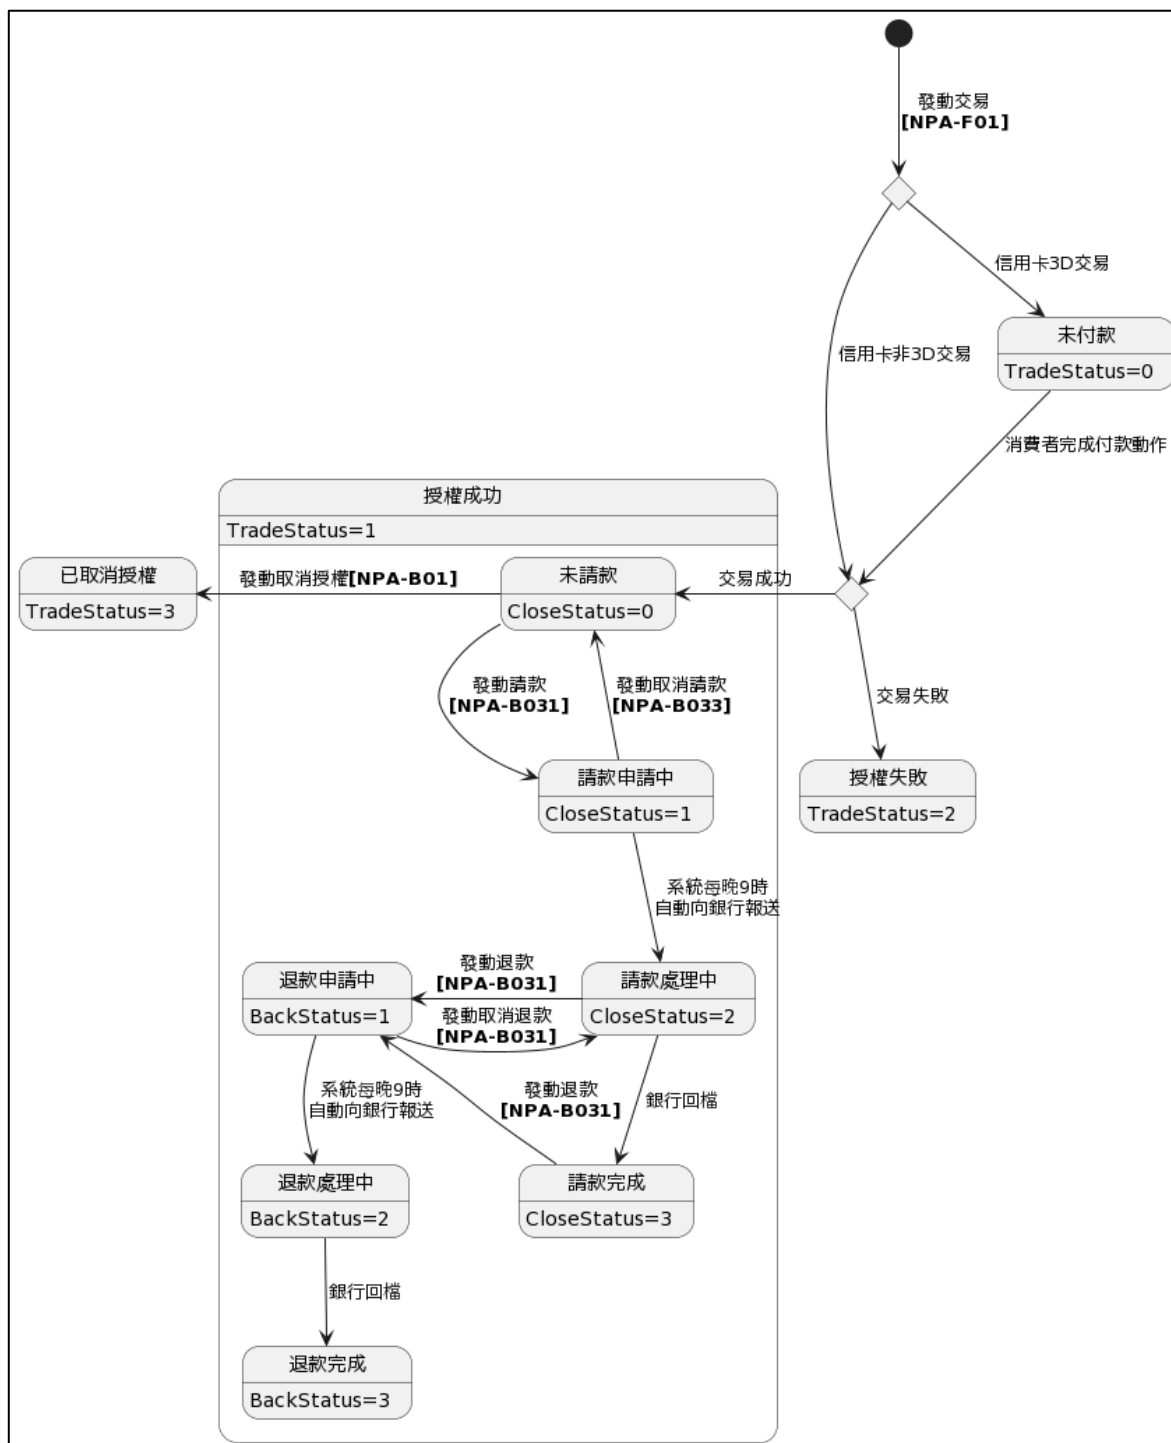 發動交易
[NPA-F01]
信用卡3D交易
未付款
TradeStatus=0
信用卡非3D交易
消費者完成付款動作
授權成功
TradeStatus=1
已取消授權
TradeStatus=3
發動取消授權[NPA-B01]
未請款
CloseStatus=0
交易成功
發動請款
[NPA-B031]
發動取消請款
[NPA-B033]
交易失敗
請款申請中
CloseStatus=1
授權失敗
TradeStatus=2
系統每晚9時
自動向銀行報送
退款申請中
BackStatus=1
發動退款
[NPA-B031]
發動取消退款
[NPA-B031]
請款處理中
CloseStatus=2
系統每晚9時
自動向銀行報送
發動退款
[NPA-B031]
銀行回檔
退款處理中
BackStatus=2
請款完成
CloseStatus=3
銀行回檔
退款完成
BackStatus=3